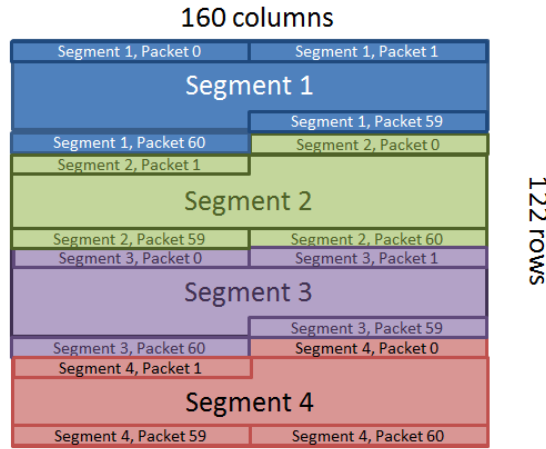 160 columns
Segment 1, Packet 0 Segment 1, Packet 1
Segment 1
Segment 1, Packet 59
Segment 1, Packet 60 Segment 2, Packet 0
Segment 2, Packet 1
Segment 2
Segment 2, Packet 59 Segment 2, Packet 60
Segment 3, Packet 0 Segment 3, Packet 1
Segment 3
Segment 3, Packet 59
Segment 3, Packet 60 Segment 4, Packet 0
Segment 4, Packet 1
Segment 4
Segment 4, Packet 59 Segment 4, Packet 60
122 rows